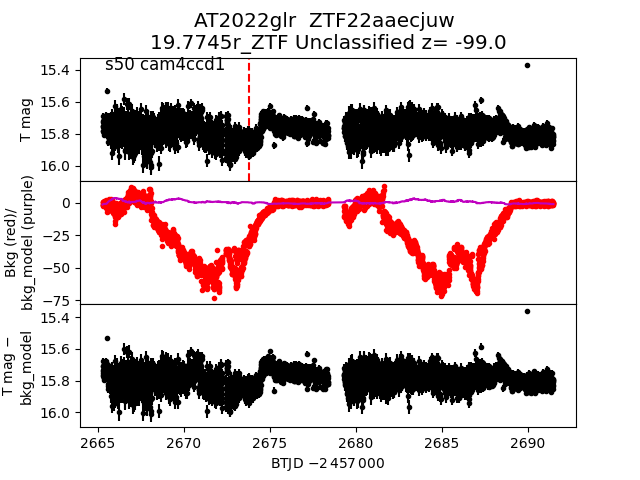 AT2022glr  ZTF22aaecjuw
19.7745r_ZTF Unclassified z= -99.0
s50 cam4ccd1
T mag
15.4
15.6
15.8
16.0
Bkg (red)/
bkg_model (purple)
0
−25
−50
−75
T mag −
bkg_model
15.4
15.6
15.8
16.0
2665 2670 2675 2680 2685 2690
BTJD −2 457 000